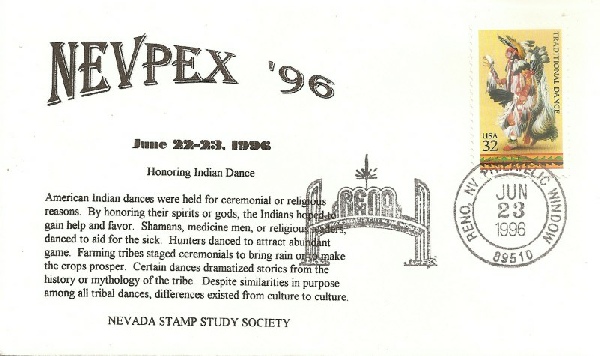 NEVPEX '96
June 22-23, 1996
Honoring Indian Dance
American Indian dances were held for ceremonial or religious
reasons. By honoring their spirits or gods, the Indians hoped to
gain help and favor. Shamans, medicine men, or religious leaders,
danced to aid for the sick. Hunters danced to attract abundant
game. Farming tribes staged ceremonials to bring rain or to make
the crops prosper. Certain dances dramatized stories from the
history or mythology of the tribe. Despite similarities in purpose
among all tribal dances, differences existed from culture to culture.
NEVADA STAMP STUDY SOCIETY
RENO
TRADITIONAL DANCE
USA
32
RENO, NV PHILATELIC WINDOW
JUN
23
1996
89510